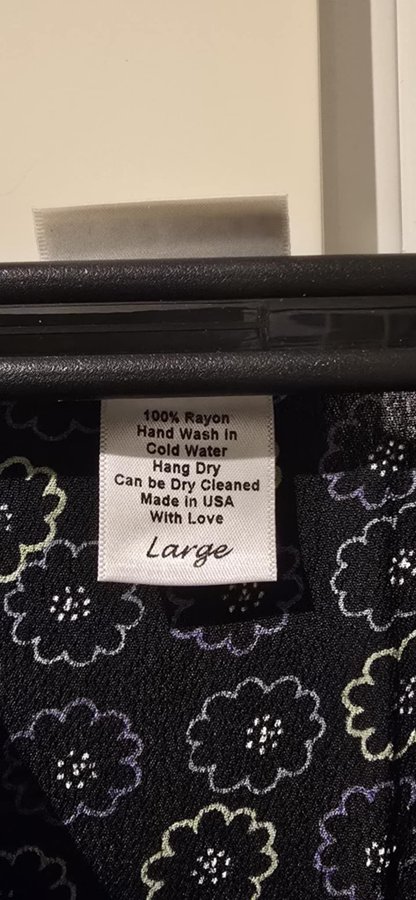 100% Rayon
Hand Wash in
Cold Water
Hang Dry
Can be Dry Cleaned
Made in USA
With Love
Large